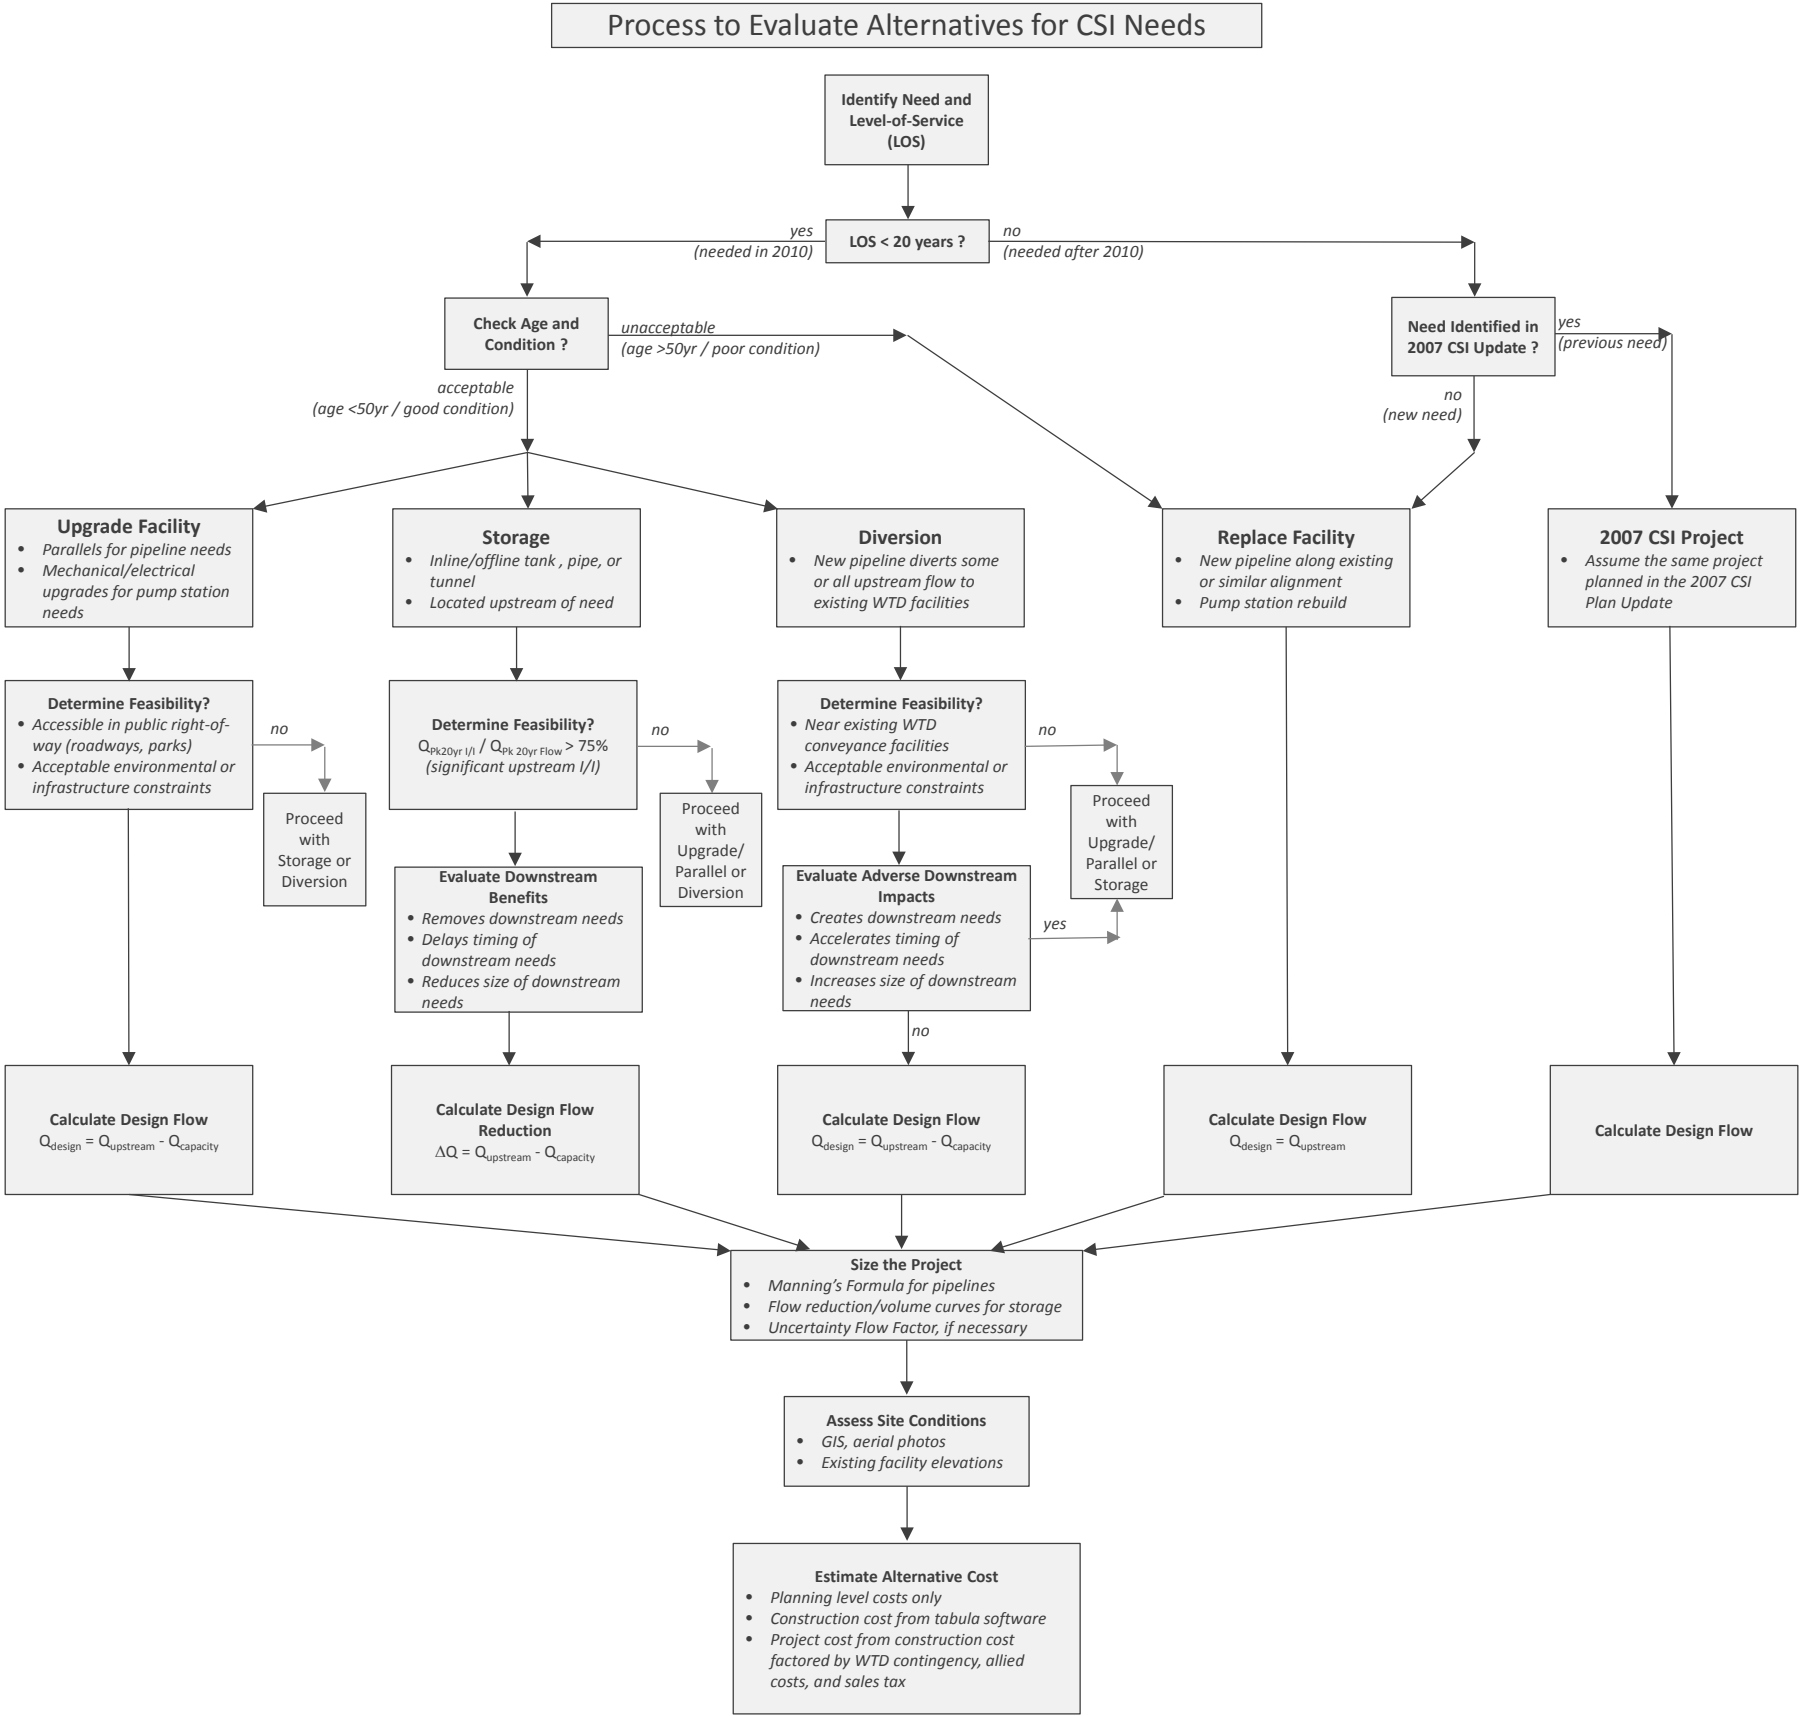 Process to Evaluate Alternatives for CSI Needs
Identify Need and
Level-of-Service
(LOS)
yes
(needed in 2010)
LOS < 20 years ?
no
(needed after 2010)
Check Age and
Condition ?
unacceptable
(age >50yr / poor condition)
Need Identified in
2007 CSI Update ?
yes
(previous need)
acceptable
(age <50yr / good condition)
no
(new need)
Upgrade Facility
• Parallels for pipeline needs
• Mechanical/electrical
upgrades for pump station
needs
Storage
• Inline/offline tank , pipe, or
tunnel
• Located upstream of need
Diversion
• New pipeline diverts some
or all upstream flow to
existing WTD facilities
Replace Facility
• New pipeline along existing
or similar alignment
• Pump station rebuild
2007 CSI Project
• Assume the same project
planned in the 2007 CSI
Plan Update
Determine Feasibility?
• Accessible in public right-of-
way (roadways, parks)
• Acceptable environmental or
infrastructure constraints
no
Proceed
with
Storage or
Diversion
Determine Feasibility?
QPk20yr I/I / QPk 20yr Flow > 75%
(significant upstream I/I)
no
Proceed
with
Upgrade/
Parallel or
Diversion
Determine Feasibility?
• Near existing WTD
conveyance facilities
• Acceptable environmental or
infrastructure constraints
no
Proceed
with
Upgrade/
Parallel or
Storage
Evaluate Downstream
Benefits
• Removes downstream needs
• Delays timing of
downstream needs
• Reduces size of downstream
needs
Evaluate Adverse Downstream
Impacts
• Creates downstream needs
• Accelerates timing of
downstream needs
• Increases size of downstream
needs
yes
no
Calculate Design Flow
Qdesign = Qupstream - Qcapacity
Calculate Design Flow
Reduction
ΔQ = Qupstream - Qcapacity
Calculate Design Flow
Qdesign = Qupstream - Qcapacity
Calculate Design Flow
Qdesign = Qupstream
Calculate Design Flow
Size the Project
• Manning’s Formula for pipelines
• Flow reduction/volume curves for storage
• Uncertainty Flow Factor, if necessary
Assess Site Conditions
• GIS, aerial photos
• Existing facility elevations
Estimate Alternative Cost
• Planning level costs only
• Construction cost from tabula software
• Project cost from construction cost
factored by WTD contingency, allied
costs, and sales tax